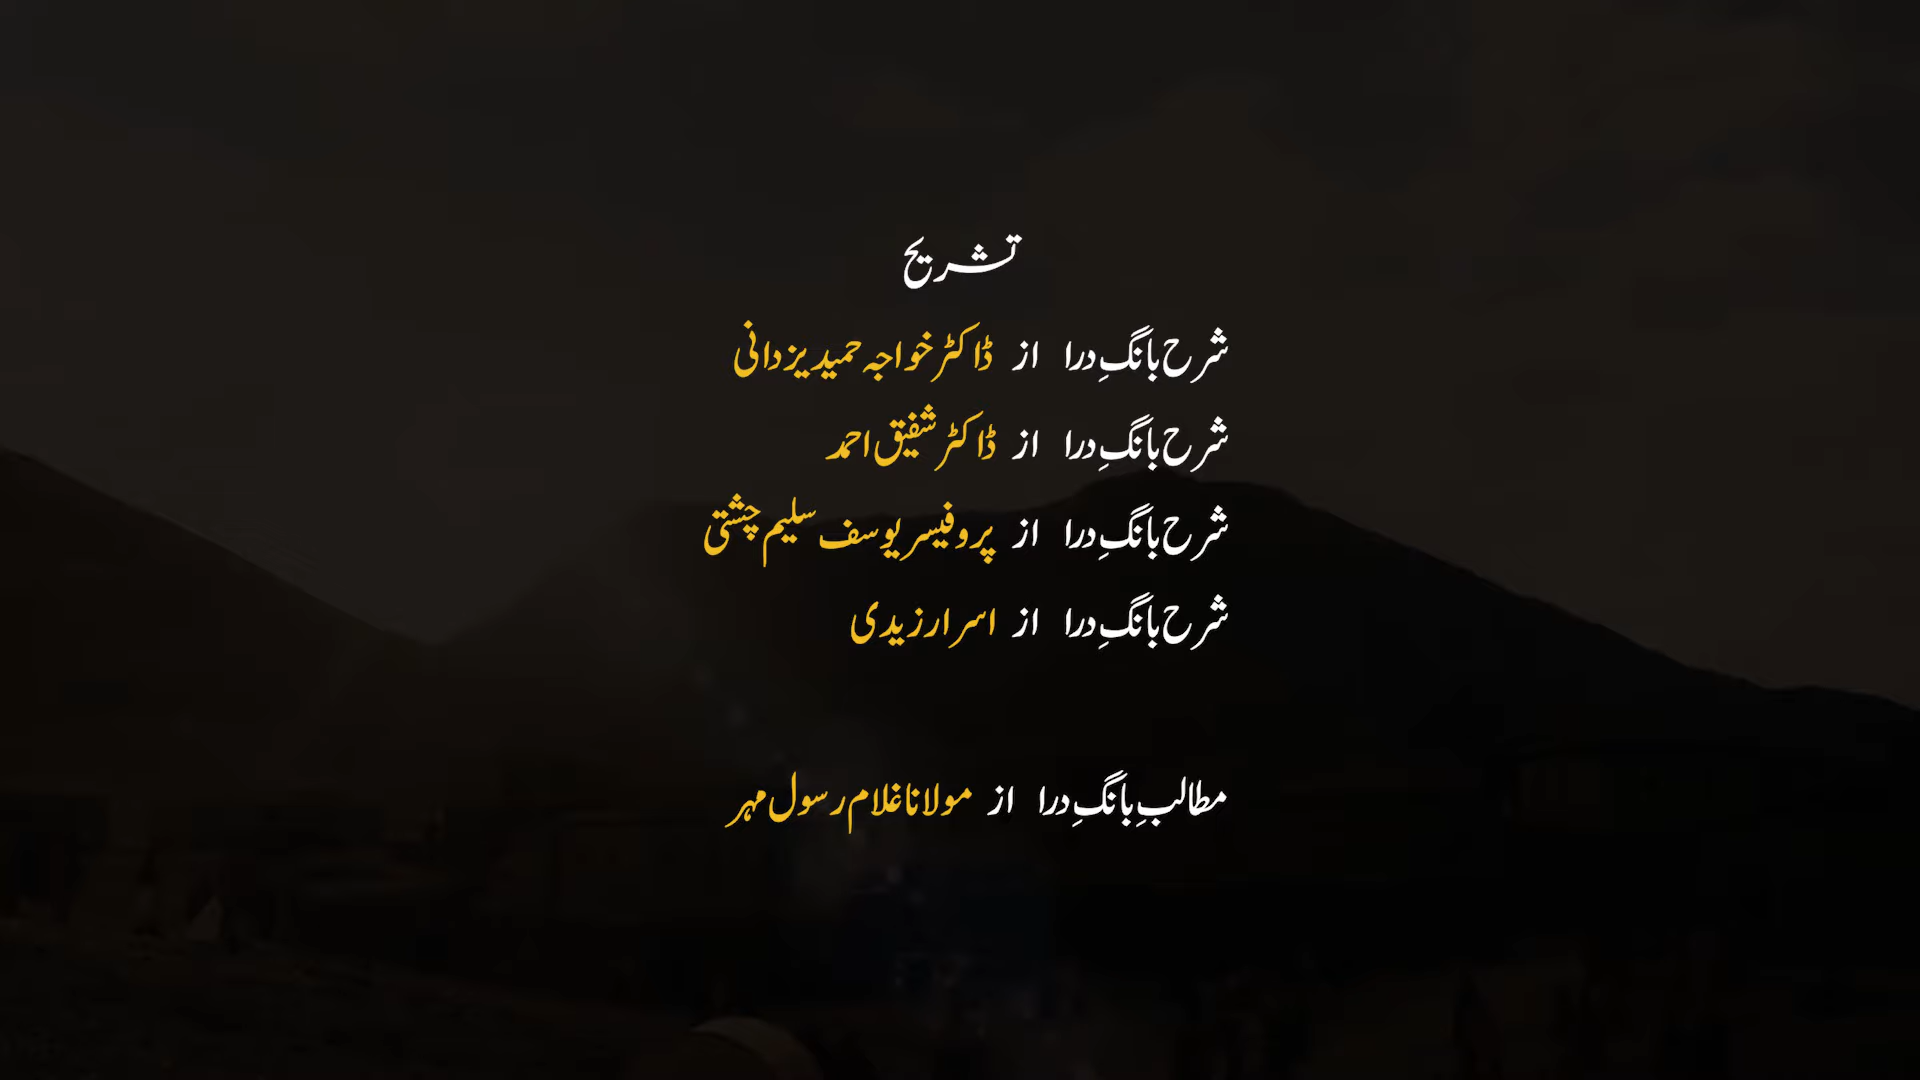 تشریح
شرح بانگِ درا از ڈاکٹر خواجہ حمید یزدانی
شرح بانگِ درا از ڈاکٹر شفیق احمد
شرح بانگِ درا از پروفیسر یوسف سلیم چشتی
شرح بانگِ درا از اسرار زیدی
مطالبِ بانگِ درا از مولانا غلام رسول مہر